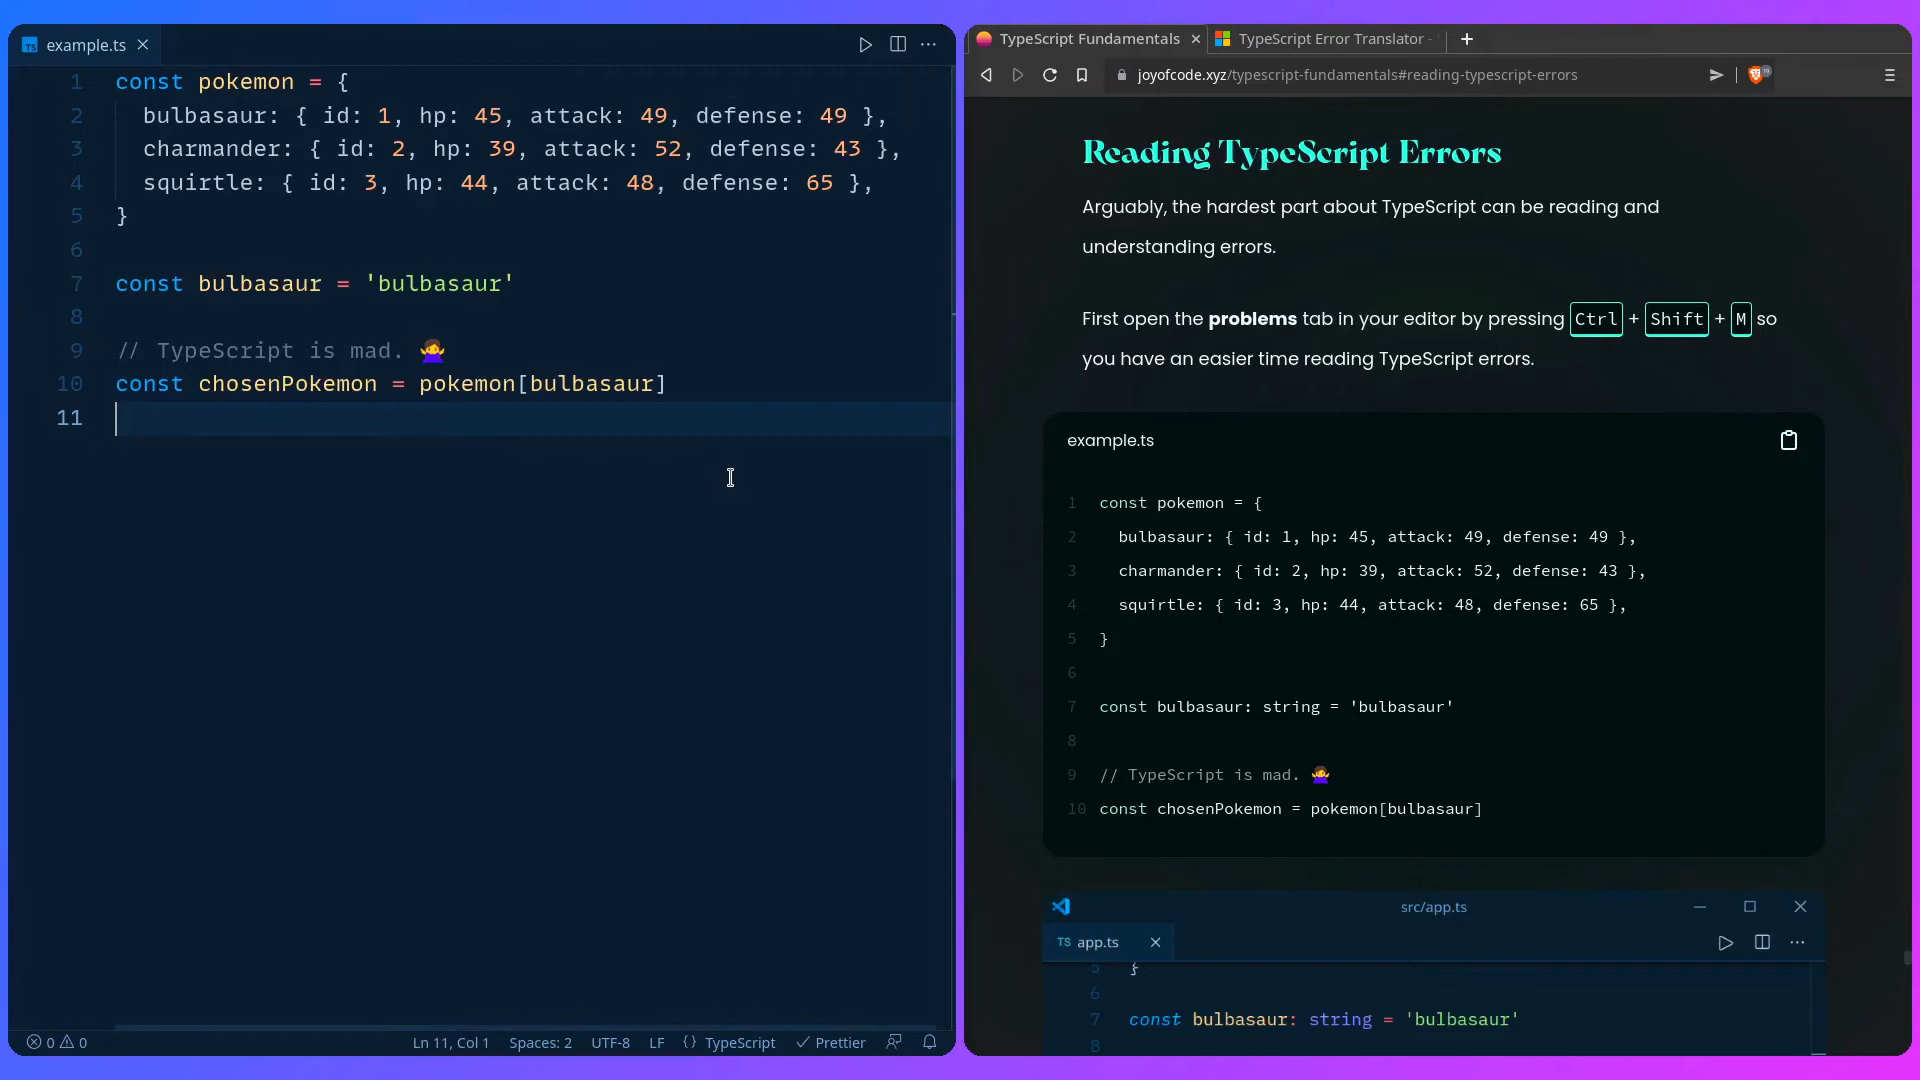 example.ts
1 const pokemon = {
2 bulbasaur: { id: 1, hp: 45, attack: 49, defense: 49 },
3 charmander: { id: 2, hp: 39, attack: 52, defense: 43 },
4 squirtle: { id: 3, hp: 44, attack: 48, defense: 65 },
5 }
6
7 const bulbasaur = 'bulbasaur'
8
9 // TypeScript is mad. 🙅‍♀️
10 const chosenPokemon = pokemon[bulbasaur]
11
0 0
Ln 11, Col 1 Spaces: 2 UTF-8 LF {} TypeScript Prettier
TypeScript Fundamentals
TypeScript Error Translator -
joyofcode.xyz/typescript-fundamentals#reading-typescript-errors
Reading TypeScript Errors
Arguably, the hardest part about TypeScript can be reading and
understanding errors.
First open the problems tab in your editor by pressing Ctrl + Shift + M so
you have an easier time reading TypeScript errors.
example.ts
1 const pokemon = {
2 bulbasaur: { id: 1, hp: 45, attack: 49, defense: 49 },
3 charmander: { id: 2, hp: 39, attack: 52, defense: 43 },
4 squirtle: { id: 3, hp: 44, attack: 48, defense: 65 },
5 }
6
7 const bulbasaur: string = 'bulbasaur'
8
9 // TypeScript is mad. 🙅‍♀️
10 const chosenPokemon = pokemon[bulbasaur]
src/app.ts
TS app.ts
5 }
6
7 const bulbasaur: string = 'bulbasaur'
8